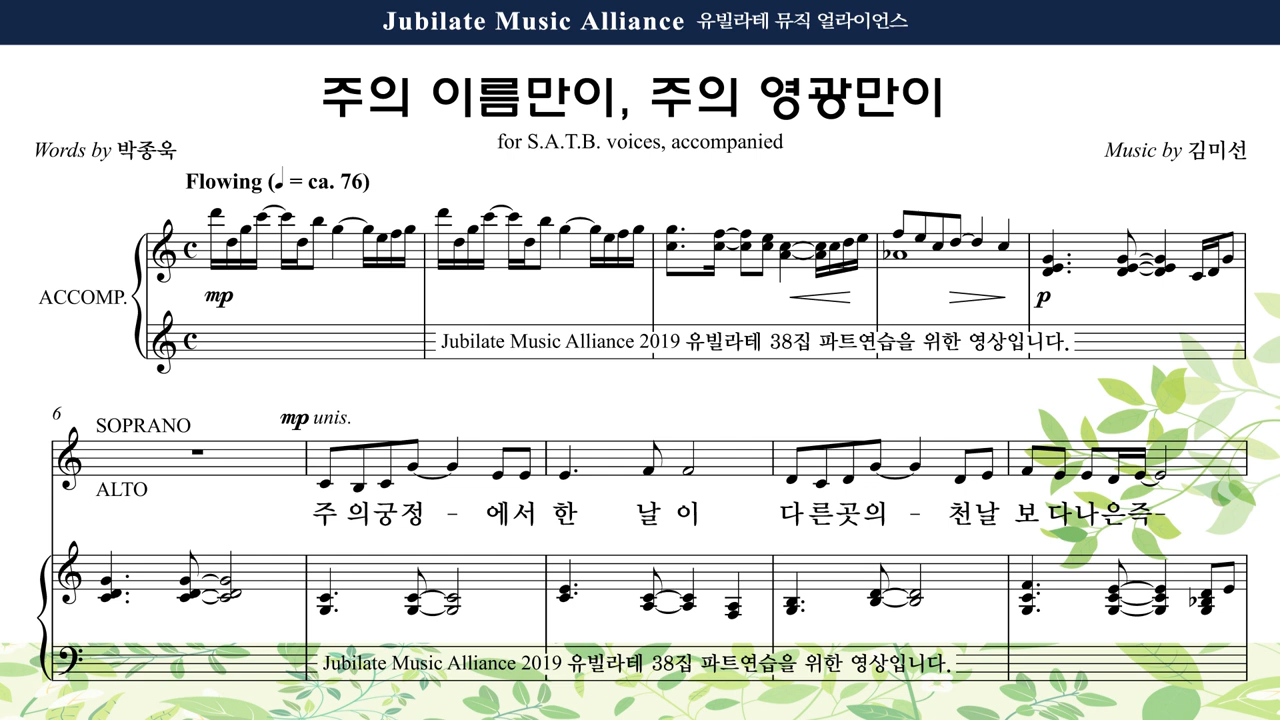 Jubilate Music Alliance 유빌라테 뮤직 얼라이언스
주의 이름만이, 주의 영광만이
for S.A.T.B. voices, accompanied
Words by 박종욱
Music by 김미선
Flowing (♩ = ca. 76)
ACCOMP.
mp
p
Jubilate Music Alliance 2019 유빌라테 38집 파트연습을 위한 영상입니다.
6
SOPRANO
mp unis.
ALTO
주 의궁정 - 에서 한 날 이 다른곳의 - 천날 보다나은즉-
Jubilate Music Alliance 2019 유빌라테 38집 파트연습을 위한 영상입니다.